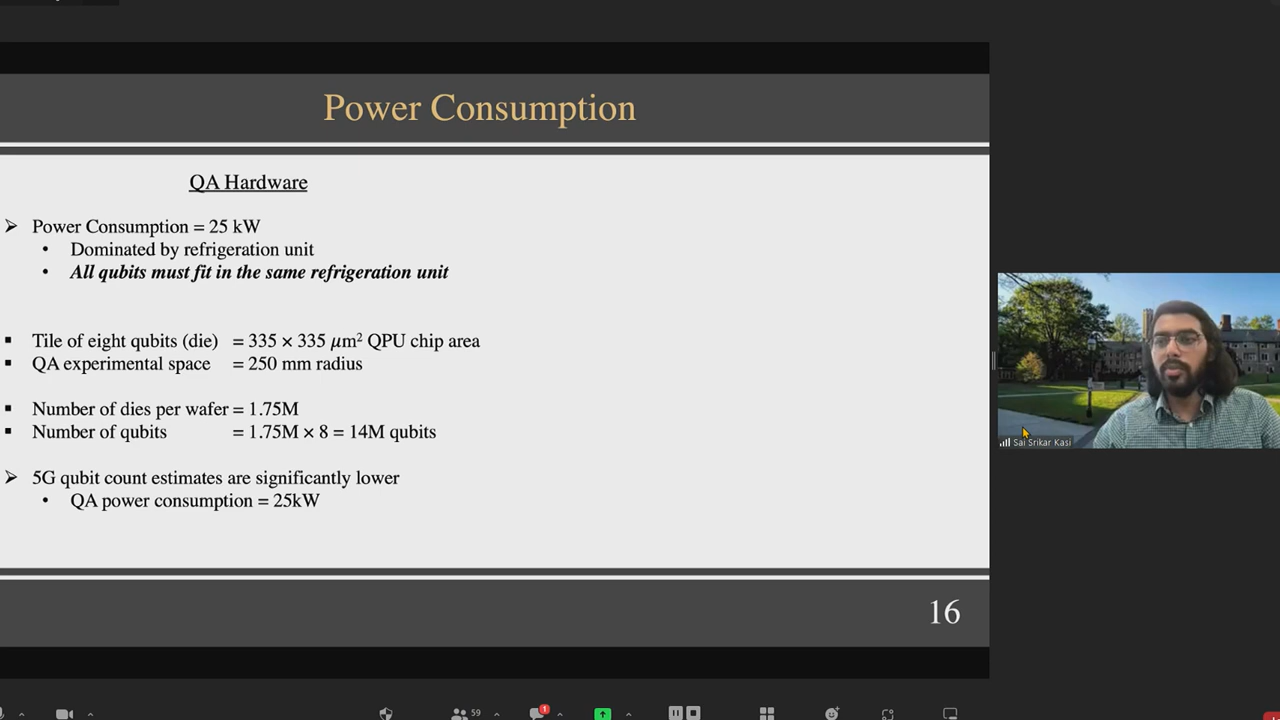 Power Consumption
QA Hardware
➢ Power Consumption = 25 kW
• Dominated by refrigeration unit
• All qubits must fit in the same refrigeration unit
▪ Tile of eight qubits (die) = 335 × 335 μm² QPU chip area
▪ QA experimental space = 250 mm radius
▪ Number of dies per wafer = 1.75M
▪ Number of qubits = 1.75M × 8 = 14M qubits
➢ 5G qubit count estimates are significantly lower
• QA power consumption = 25kW
16
Sai Srikar Kasi
59
1